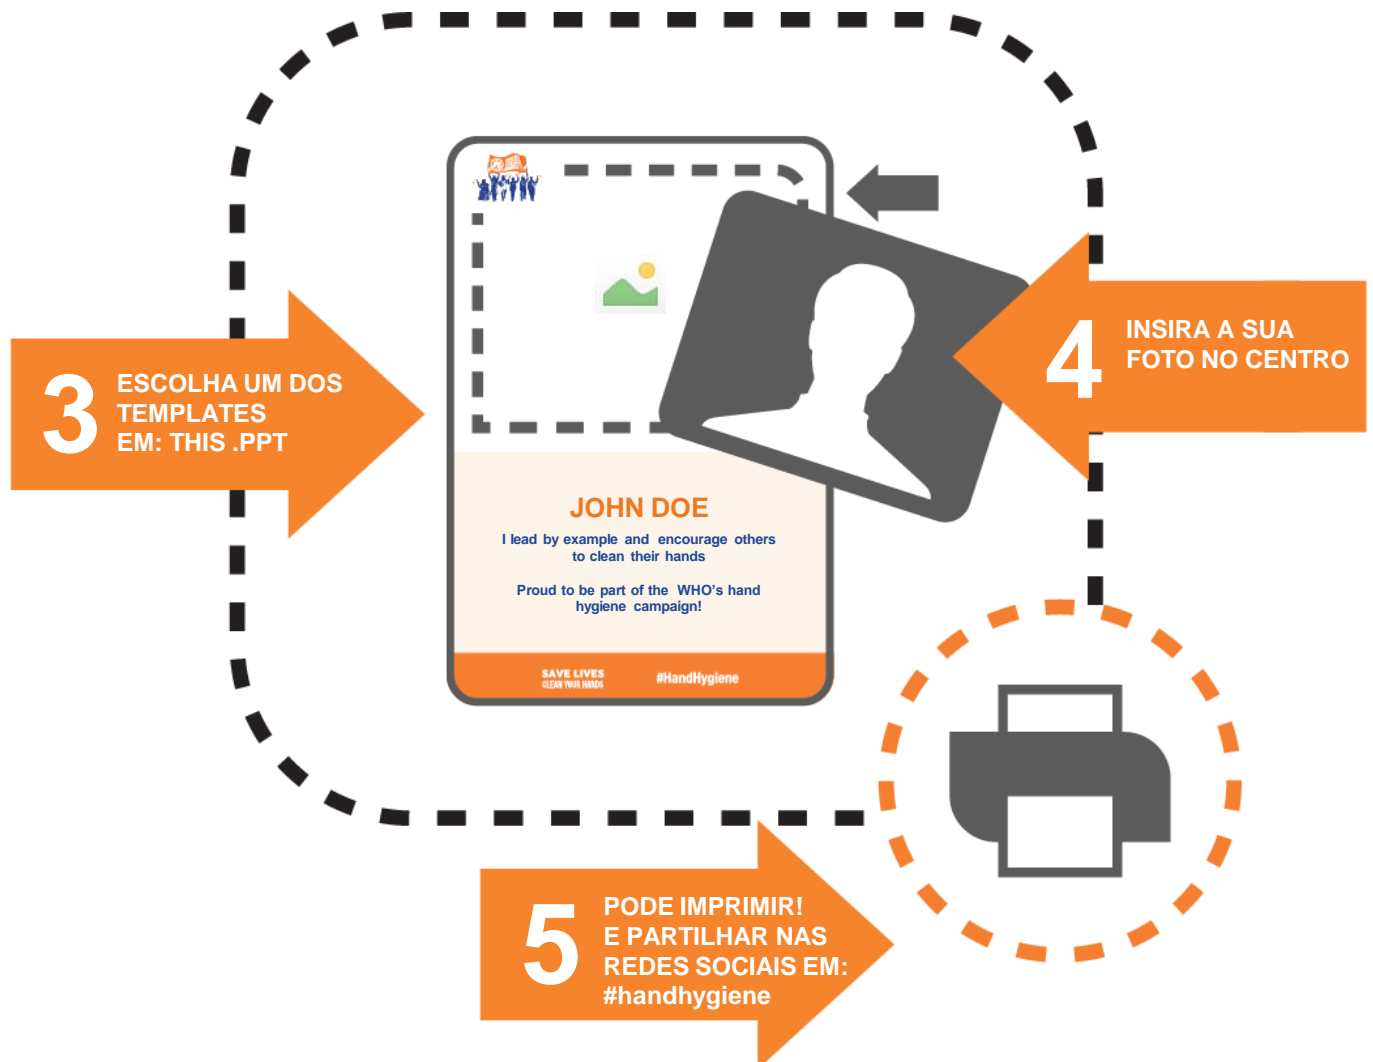 3
ESCOLHA UM DOS
TEMPLATES
EM: THIS .PPT
4
INSIRA A SUA
FOTO NO CENTRO
JOHN DOE
I lead by example and encourage others
to clean their hands
Proud to be part of the WHO's hand
hygiene campaign!
SAVE LIVES
CLEAN YOUR HANDS
#HandHygiene
5
PODE IMPRIMIR!
E PARTILHAR NAS
REDES SOCIAIS EM:
#handhygiene